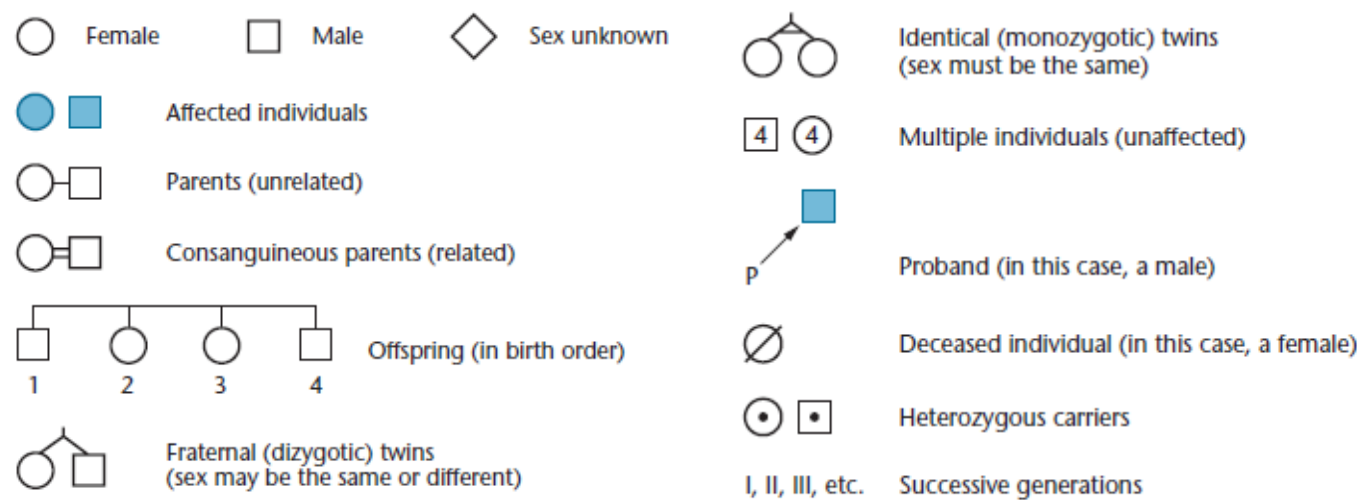 Female
Male
Sex unknown
Affected individuals
Parents (unrelated)
Consanguineous parents (related)
Offspring (in birth order)
1 2 3 4
Fraternal (dizygotic) twins
(sex may be the same or different)
Identical (monozygotic) twins
(sex must be the same)
4 4
Multiple individuals (unaffected)
P
Proband (in this case, a male)
Deceased individual (in this case, a female)
Heterozygous carriers
I, II, III, etc.
Successive generations